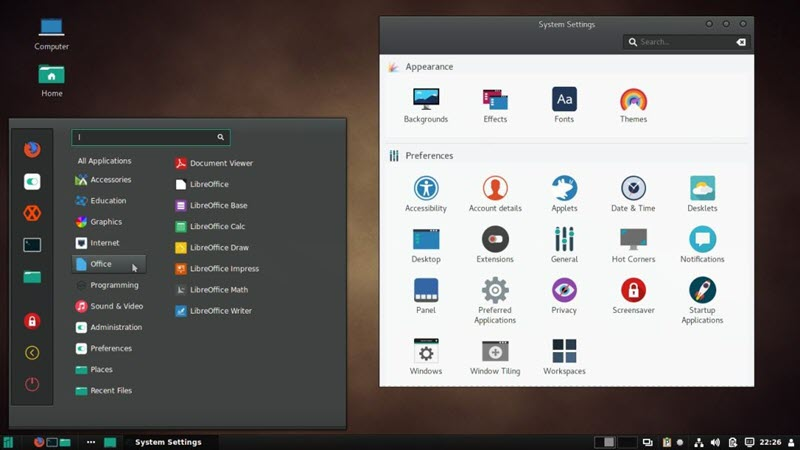 Computer
Home
All Applications
Accessories
Education
Graphics
Internet
Office
Programming
Sound & Video
Administration
Preferences
Places
Recent Files
Document Viewer
LibreOffice
LibreOffice Base
LibreOffice Calc
LibreOffice Draw
LibreOffice Impress
LibreOffice Math
LibreOffice Writer
System Settings
Search...
Appearance
Backgrounds
Effects
Aa
Fonts
Themes
Preferences
Accessibility
Account details
Applets
Date & Time
Desklets
Desktop
Extensions
General
Hot Corners
Notifications
Panel
Preferred
Applications
Privacy
Screensaver
Startup
Applications
Windows
Window Tiling
Workspaces
System Settings
22:26